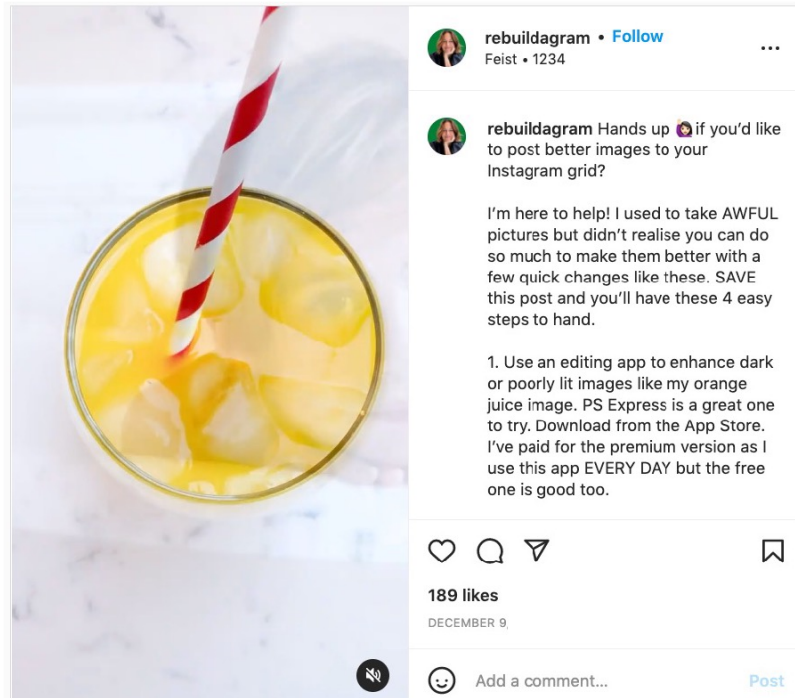 rebuildagram • Follow
Feist • 1234
rebuildagram Hands up 🙋🏻‍♀️ if you’d like
to post better images to your
Instagram grid?
I’m here to help! I used to take AWFUL
pictures but didn’t realise you can do
so much to make them better with a
few quick changes like these. SAVE
this post and you’ll have these 4 easy
steps to hand.
1. Use an editing app to enhance dark
or poorly lit images like my orange
juice image. PS Express is a great one
to try. Download from the App Store.
I’ve paid for the premium version as I
use this app EVERY DAY but the free
one is good too.
189 likes
DECEMBER 9
Add a comment... Post